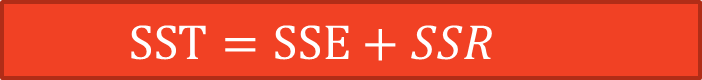 SST = SSE + SSR